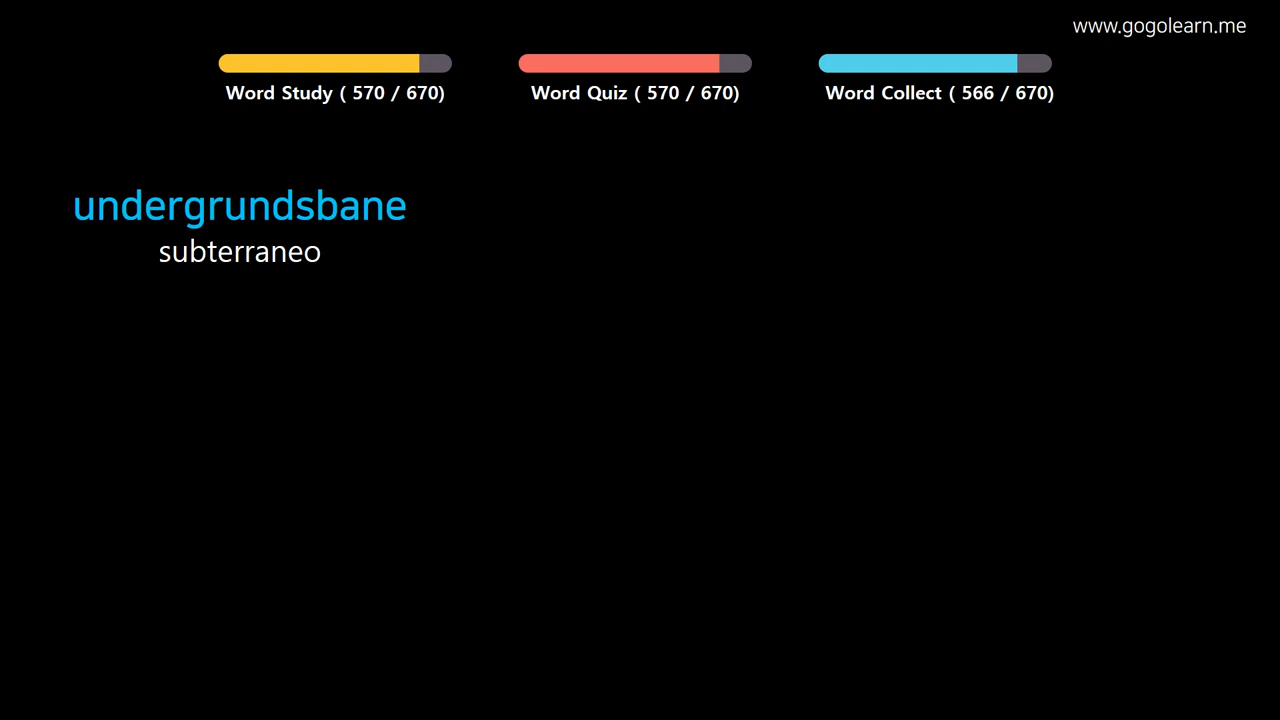 www.gogolearn.me
Word Study ( 570 / 670)
Word Quiz ( 570 / 670)
Word Collect ( 566 / 670)
undergrundsbane
subterraneo